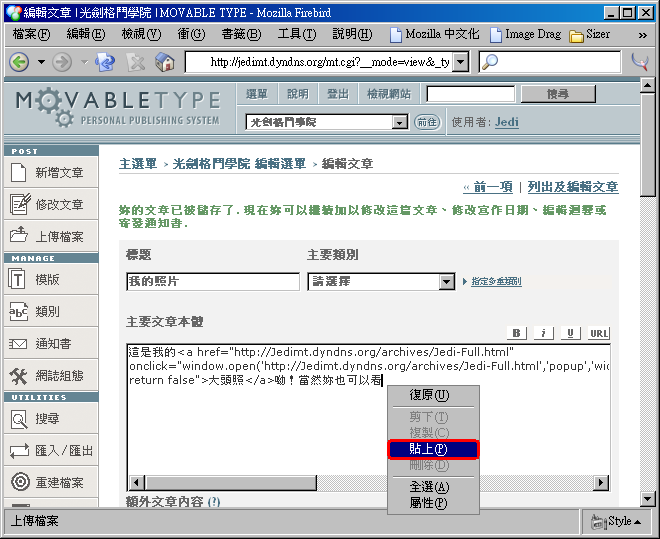 編輯文章 |光劍格鬥學院 |MOVABLE TYPE - Mozilla Firebird
檔案(F) 編輯(E) 檢視(V) 衝(G) 書籤(B) 工具(T) 說明(H) Mozilla 中文化 Image Drag Sizer
http://jedimt.dyndns.org/mt.cgi?__mode=view&_ty
MOVABLETYPE
PERSONAL PUBLISHING SYSTEM
選單 說明 登出 檢視網站 搜尋
光劍格鬥學院 前往 使用者: Jedi
POST
新增文章
修改文章
上傳檔案
MANAGE
模版
類別
通知書
網誌組態
UTILITIES
搜尋
匯入/匯出
重建檔案
主選單 > 光劍格鬥學院 編輯選單 > 編輯文章
« 前一項 | 列出及編輯文章
妳的文章已被儲存了. 現在妳可以繼續加以修改這篇文章、修改寫作日期、編輯迴響或
寄發通知書.
標題 主要類別
我的照片 請選擇 指定多重類別
主要文章本體
B i U URL
這是我的<a href="http://Jedimt.dyndns.org/archives/Jedi-Full.html"
onclick="window.open('http://Jedimt.dyndns.org/archives/Jedi-Full.html','popup','wid
return false">大頭照</a>呦！當然妳也可以看
復原(U)
剪下(T)
複製(C)
貼上(P)
刪除(D)
全選(A)
屬性(P)
額外文章內容 (?)
上傳檔案 Style